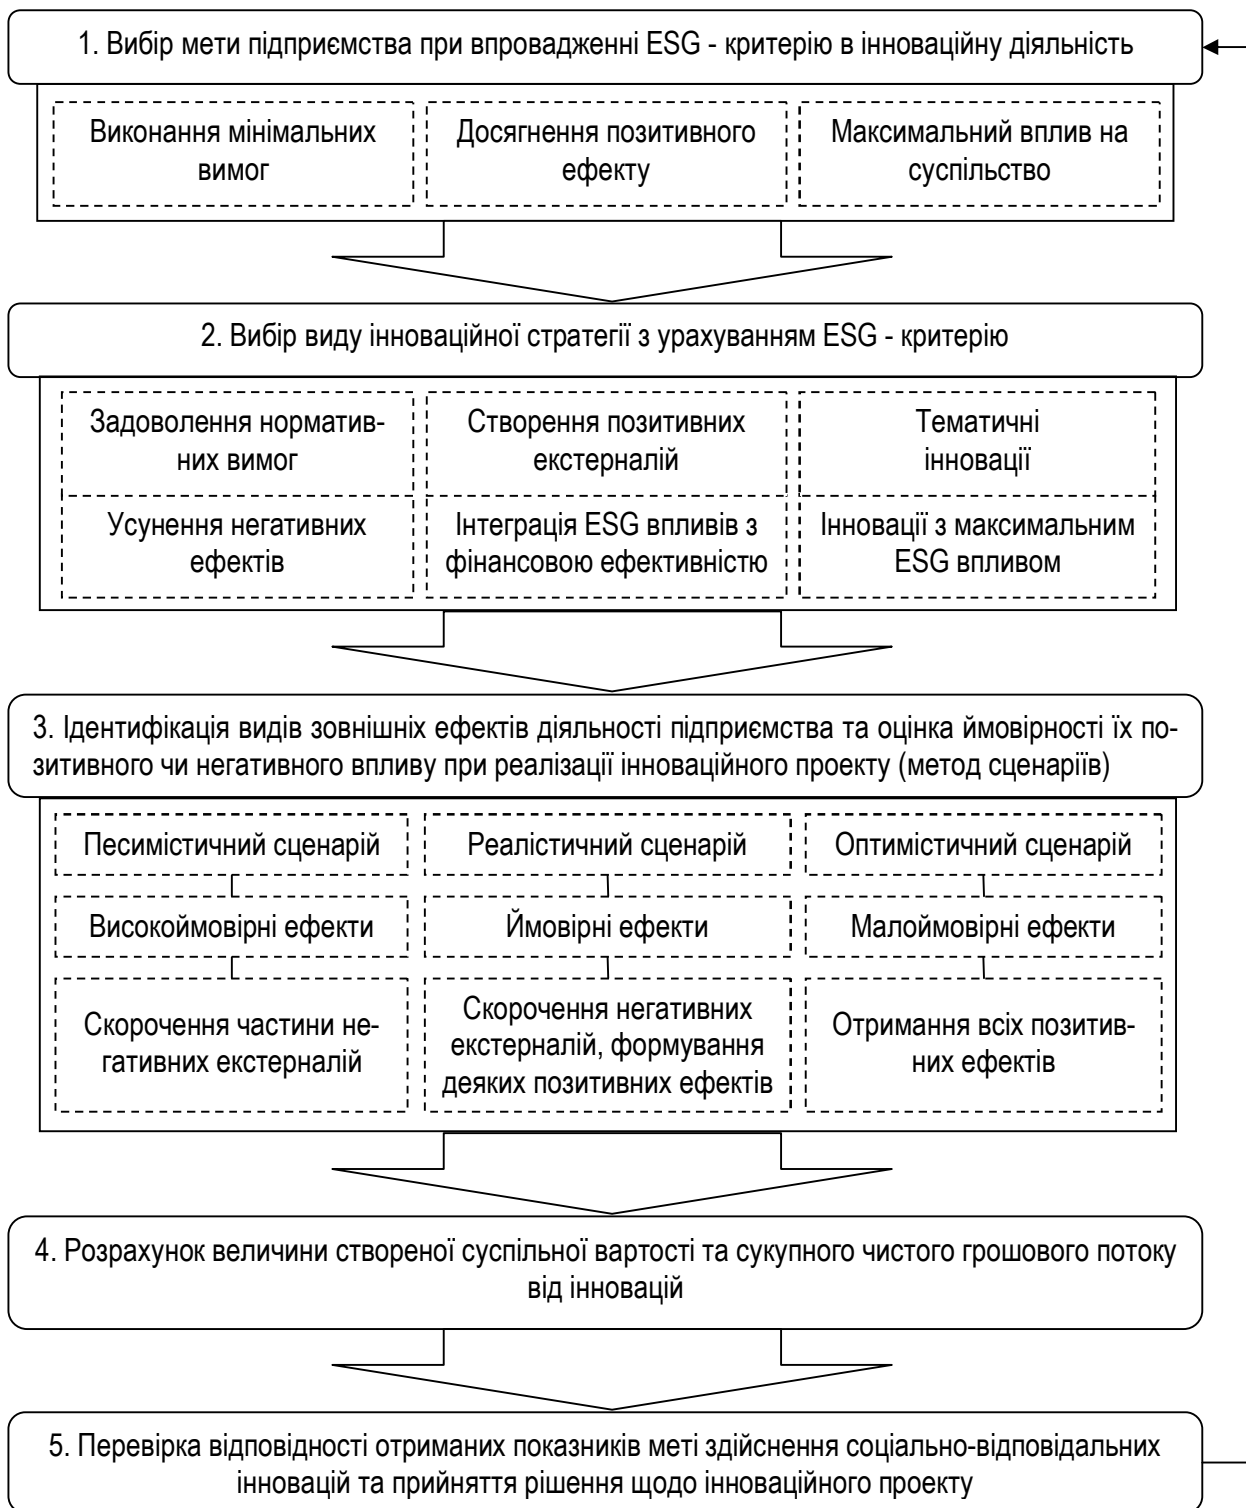 1. Вибір мети підприємства при впровадженні ESG - критерію в інноваційну діяльність
Виконання мінімальних
вимог
Досягнення позитивного
ефекту
Максимальний вплив на
суспільство
2. Вибір виду інноваційної стратегії з урахуванням ESG - критерію
Задоволення норматив-
них вимог
Створення позитивних
екстерналій
Тематичні
інновації
Усунення негативних
ефектів
Інтеграція ESG впливів з
фінансовою ефективністю
Інновації з максимальним
ESG впливом
3. Ідентифікація видів зовнішніх ефектів діяльності підприємства та оцінка ймовірності їх по-
зитивного чи негативного впливу при реалізації інноваційного проекту (метод сценаріїв)
Песимістичний сценарій
Реалістичний сценарій
Оптимістичний сценарій
Високоймовірні ефекти
Ймовірні ефекти
Малоймовірні ефекти
Скорочення частини не-
гативних екстерналій
Скорочення негативних
екстерналій, формування
деяких позитивних ефектів
Отримання всіх позитив-
них ефектів
4. Розрахунок величини створеної суспільної вартості та сукупного чистого грошового потоку
від інновацій
5. Перевірка відповідності отриманих показників меті здійснення соціально-відповідальних
інновацій та прийняття рішення щодо інноваційного проекту